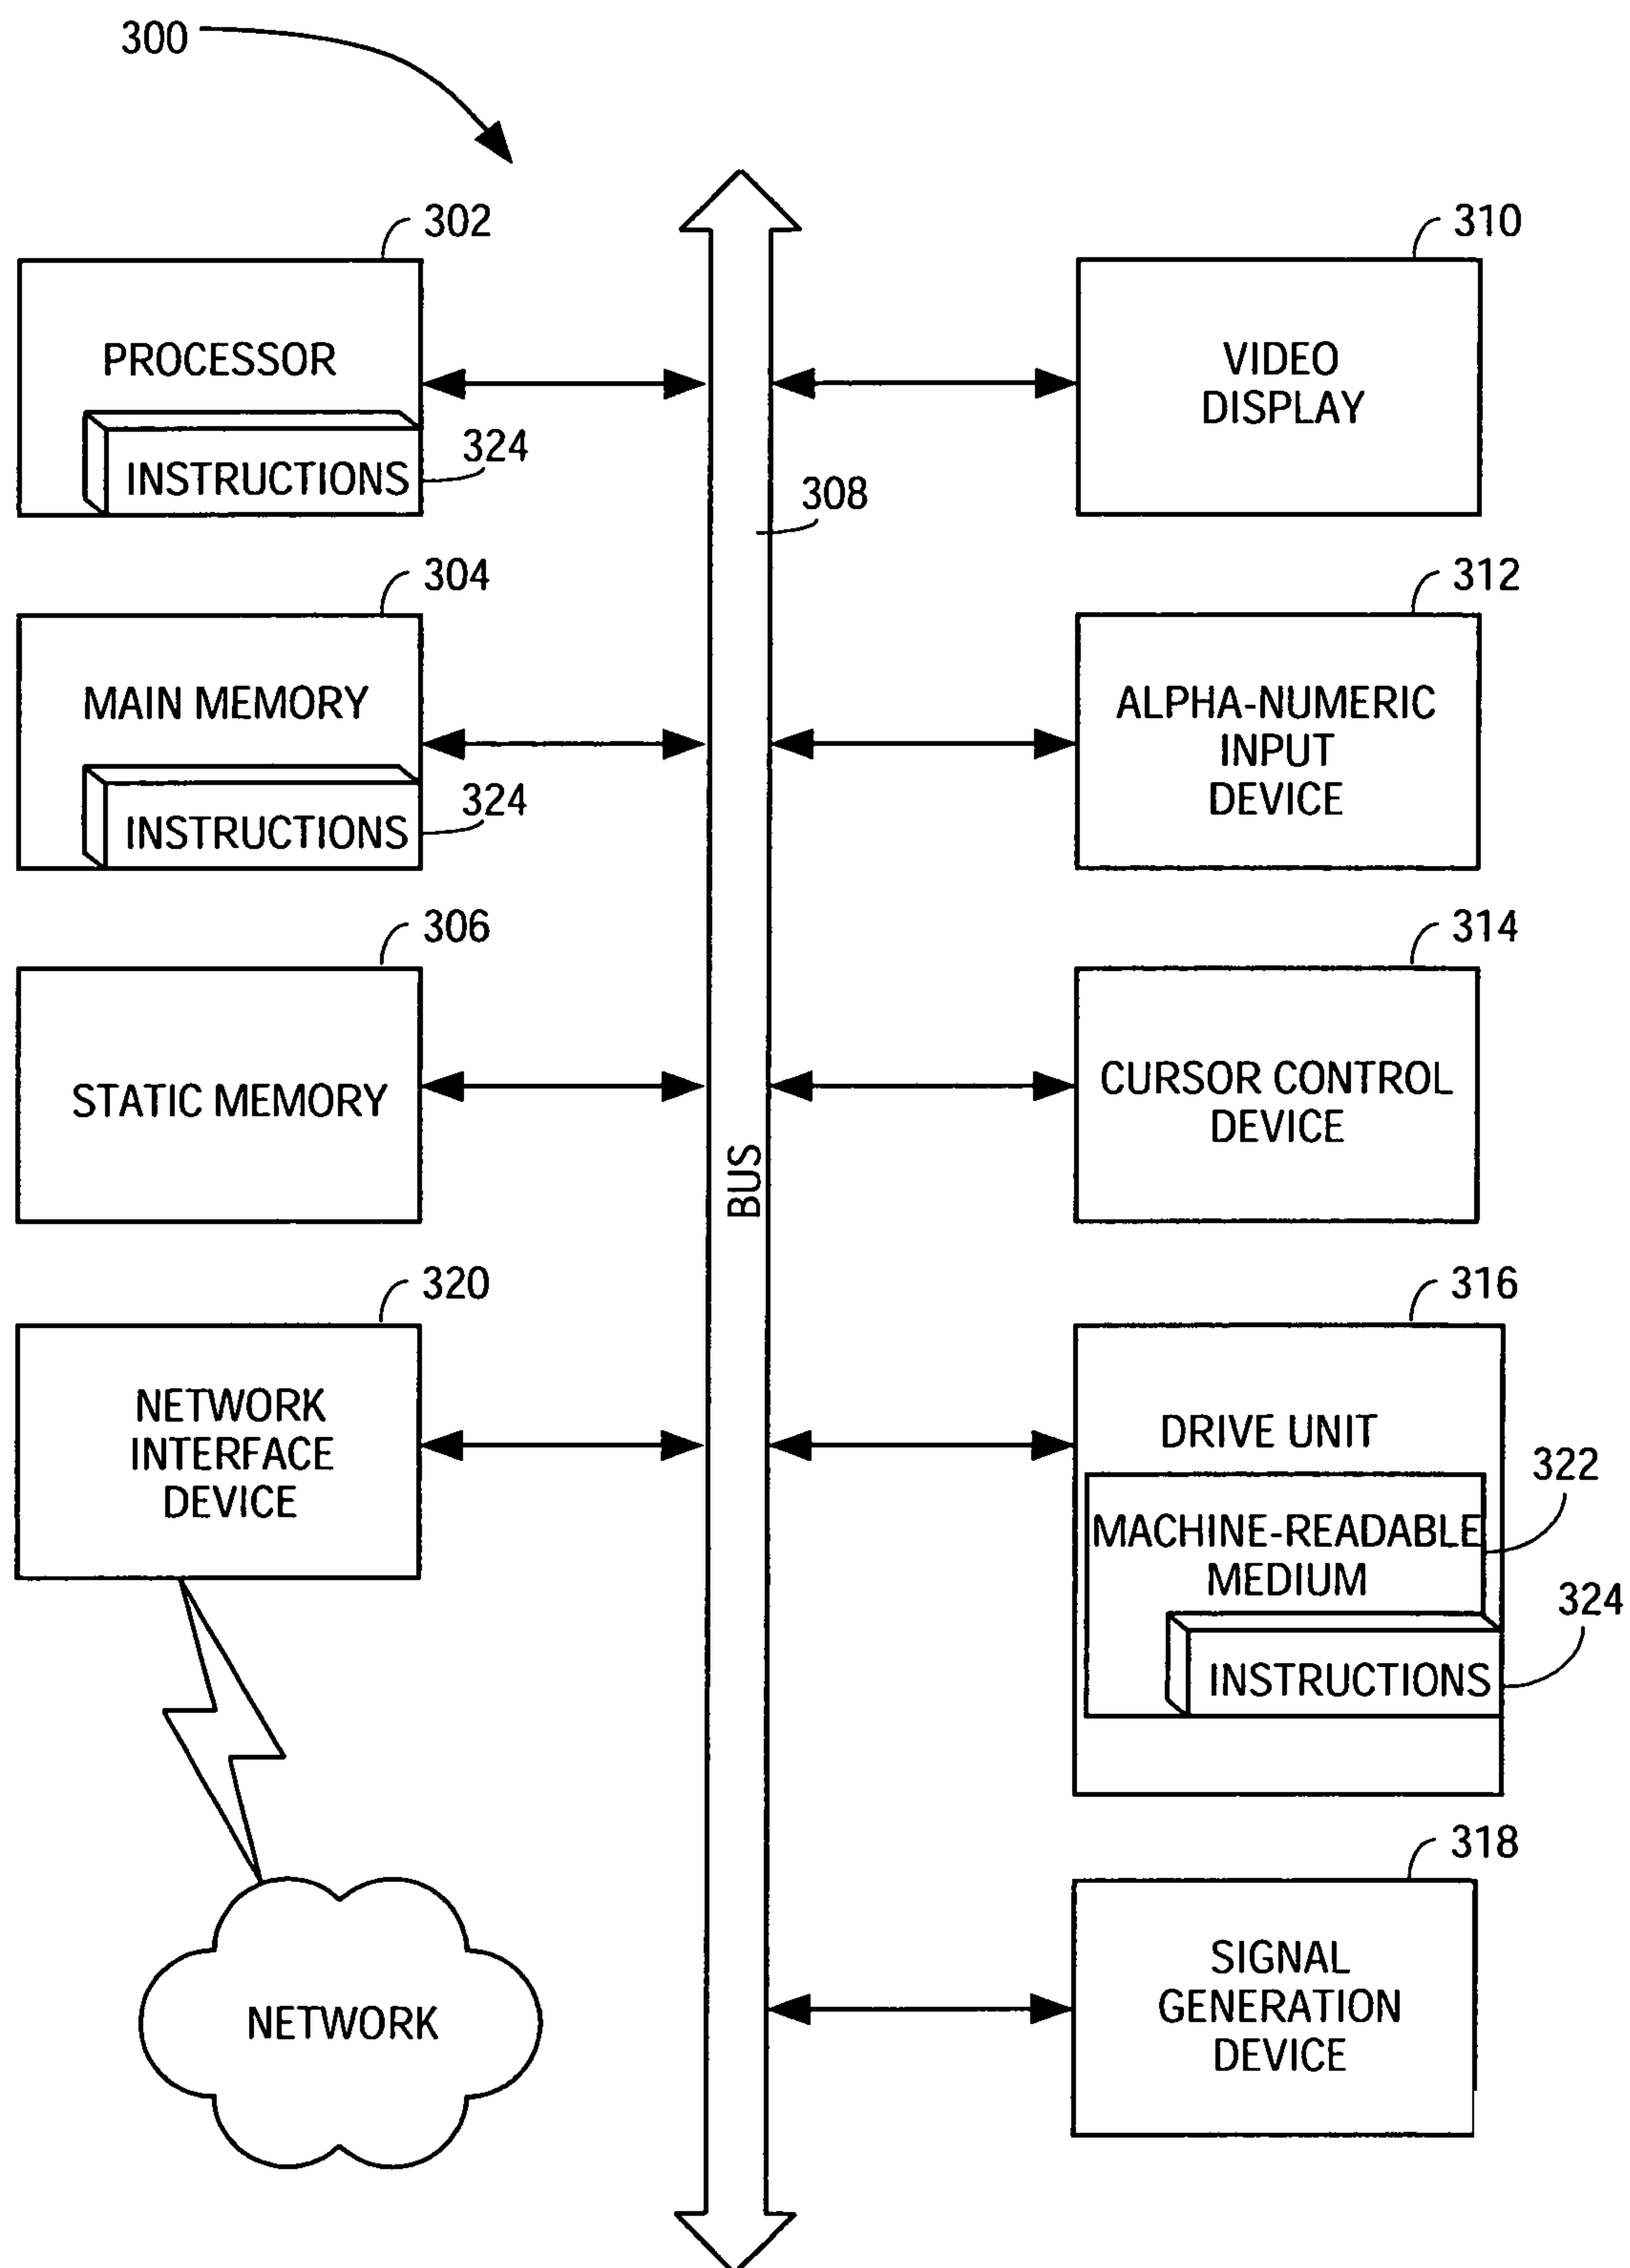 300
302
PROCESSOR
INSTRUCTIONS
324
304
MAIN MEMORY
INSTRUCTIONS
324
306
STATIC MEMORY
320
NETWORK
INTERFACE
DEVICE
NETWORK
308
BUS
310
VIDEO
DISPLAY
312
ALPHA-NUMERIC
INPUT
DEVICE
314
CURSOR CONTROL
DEVICE
316
DRIVE UNIT
322
MACHINE-READABLE
MEDIUM
324
INSTRUCTIONS
318
SIGNAL
GENERATION
DEVICE